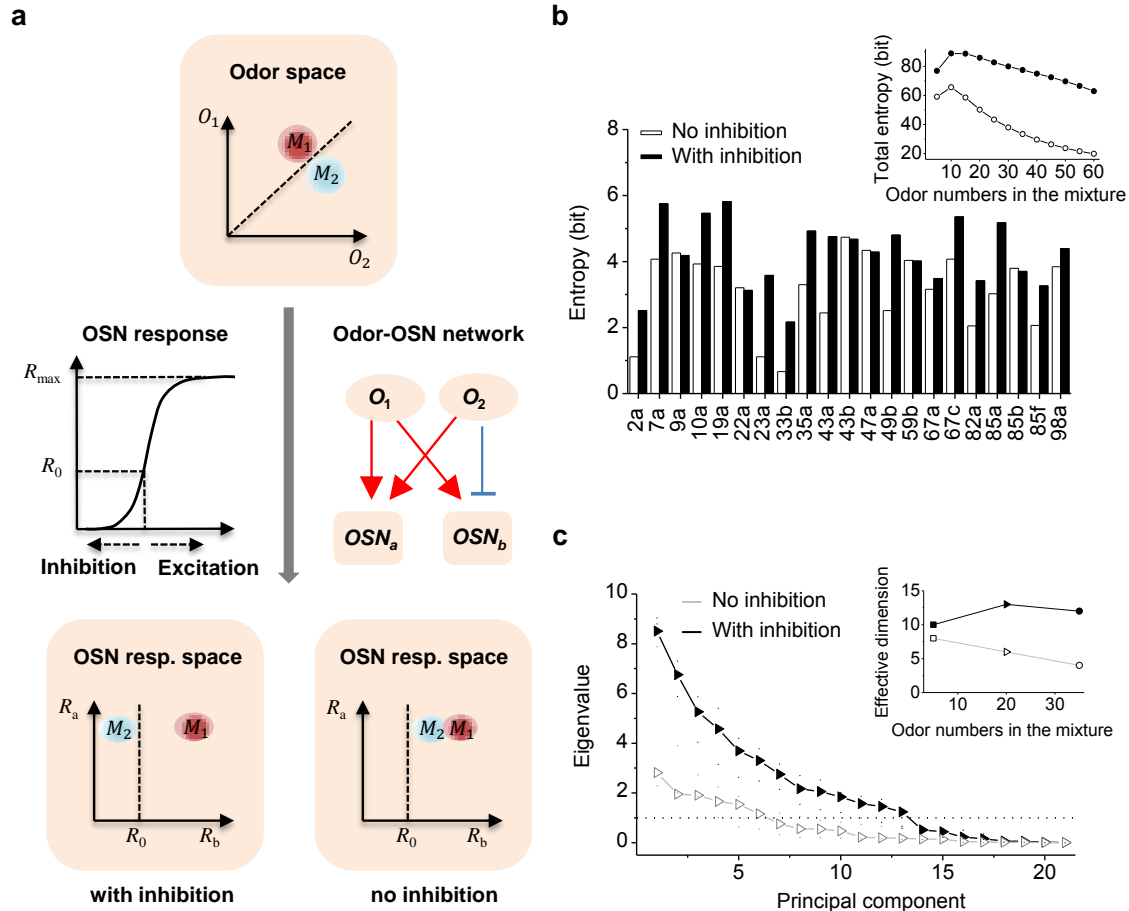 a
Odor space
O1
M1
M2
O2
OSN response
Rmax
R0
Inhibition
Excitation
Odor-OSN network
O1
O2
OSNa
OSNb
OSN resp. space
Ra
M2
M1
R0
Rb
with inhibition
OSN resp. space
Ra
M2
M1
R0
Rb
no inhibition
b
No inhibition
With inhibition
Entropy (bit)
8
6
4
2
0
2a
7a
9a
10a
19a
22a
23a
33b
35a
43a
43b
47a
49b
59b
67a
67c
82a
85a
85b
85f
98a
Total entropy (bit)
80
60
40
20
10 20 30 40 50 60
Odor numbers in the mixture
c
No inhibition
With inhibition
Eigenvalue
10
8
6
4
2
0
5 10 15 20
Principal component
Effective dimension
15
10
5
0
10 20 30
Odor numbers in the mixture